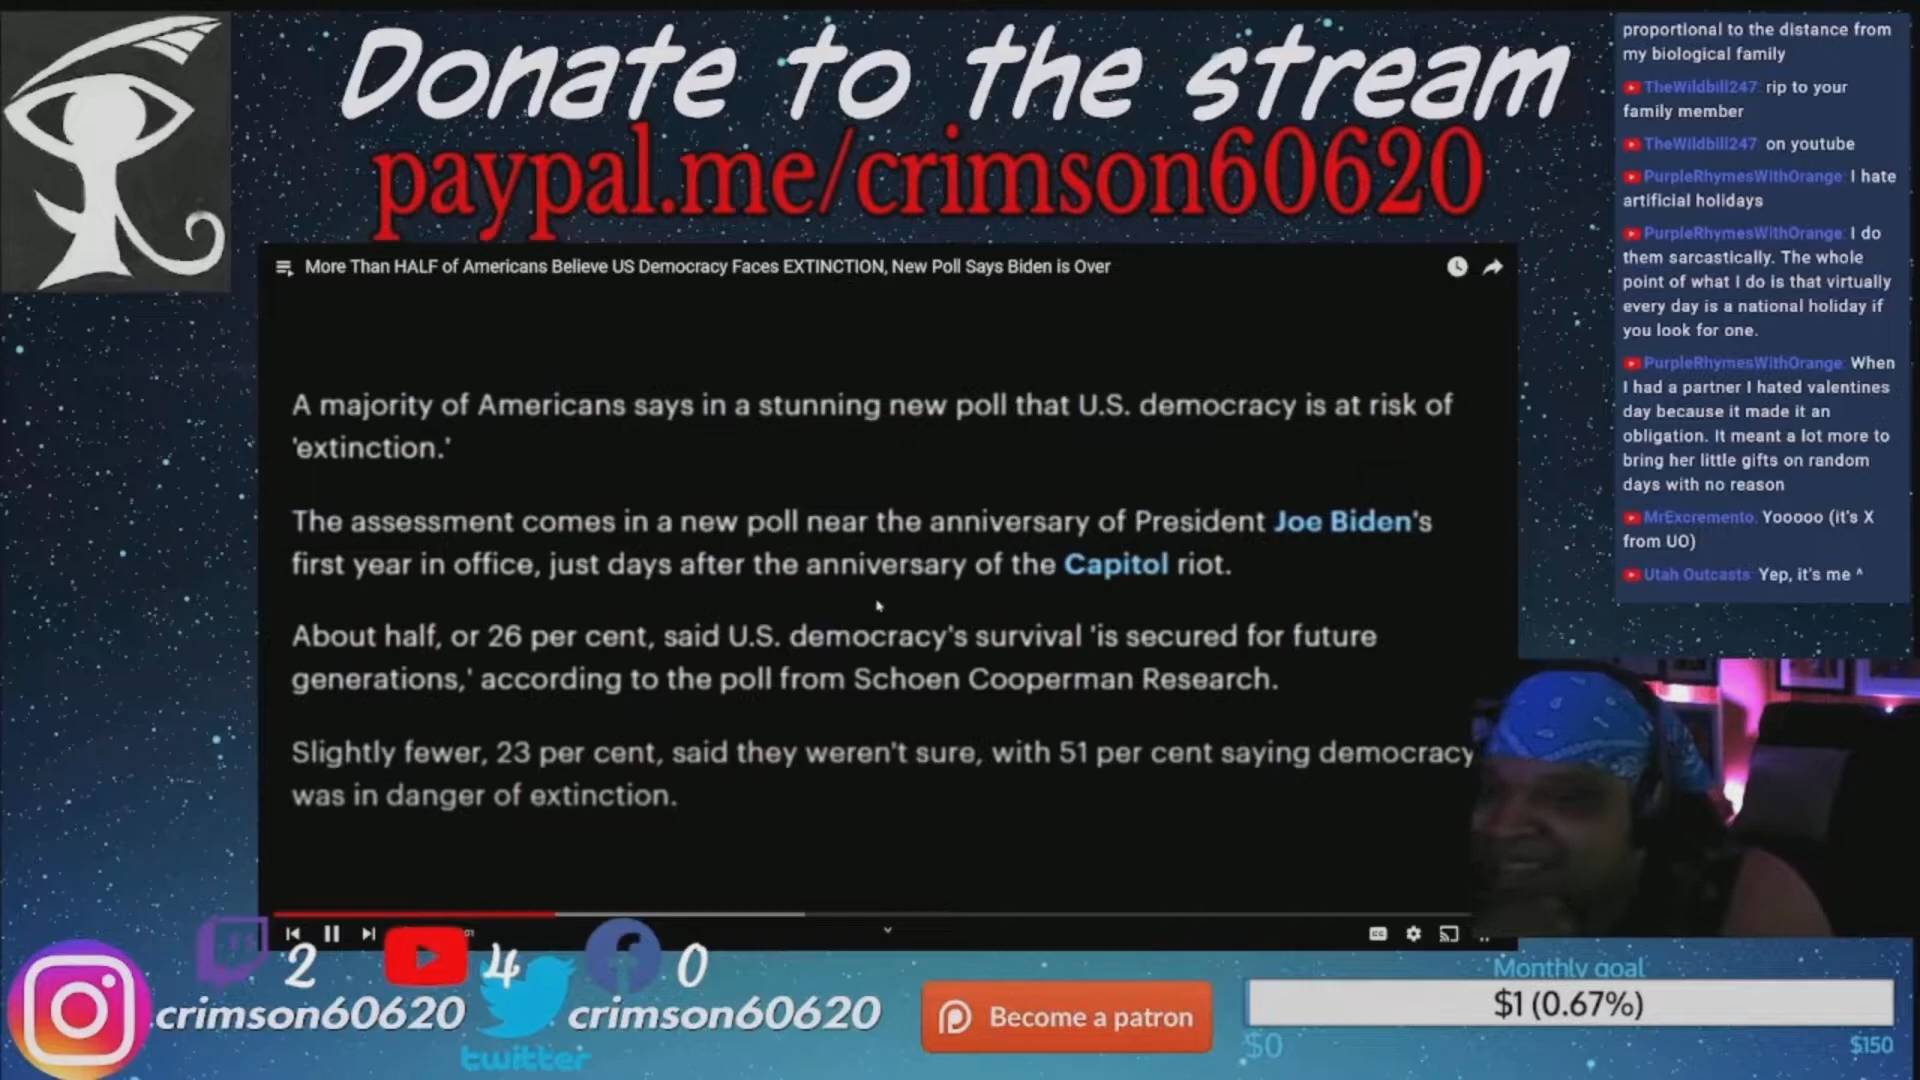 Donate to the stream
paypal.me/crimson60620
More Than HALF of Americans Believe US Democracy Faces EXTINCTION, New Poll Says Biden is Over
A majority of Americans says in a stunning new poll that U.S. democracy is at risk of
'extinction.'
The assessment comes in a new poll near the anniversary of President Joe Biden's
first year in office, just days after the anniversary of the Capitol riot.
About half, or 26 per cent, said U.S. democracy's survival 'is secured for future
generations,' according to the poll from Schoen Cooperman Research.
Slightly fewer, 23 per cent, said they weren't sure, with 51 per cent saying democracy
was in danger of extinction.
proportional to the distance from
my biological family
TheWildbill247: rip to your
family member
TheWildbill247: on youtube
PurpleRhymesWithOrange: I hate
artificial holidays
PurpleRhymesWithOrange: I do
them sarcastically. The whole
point of what I do is that virtually
every day is a national holiday if
you look for one.
PurpleRhymesWithOrange: When
I had a partner I hated valentines
day because it made it an
obligation. It meant a lot more to
bring her little gifts on random
days with no reason
MrExcremento: Yooooo (it's X
from UO)
Utah Outcasts: Yep, it's me ^
2
4
0
crimson60620
crimson60620
twitter
Become a patron
Monthly goal
$1 (0.67%)
$0
$150